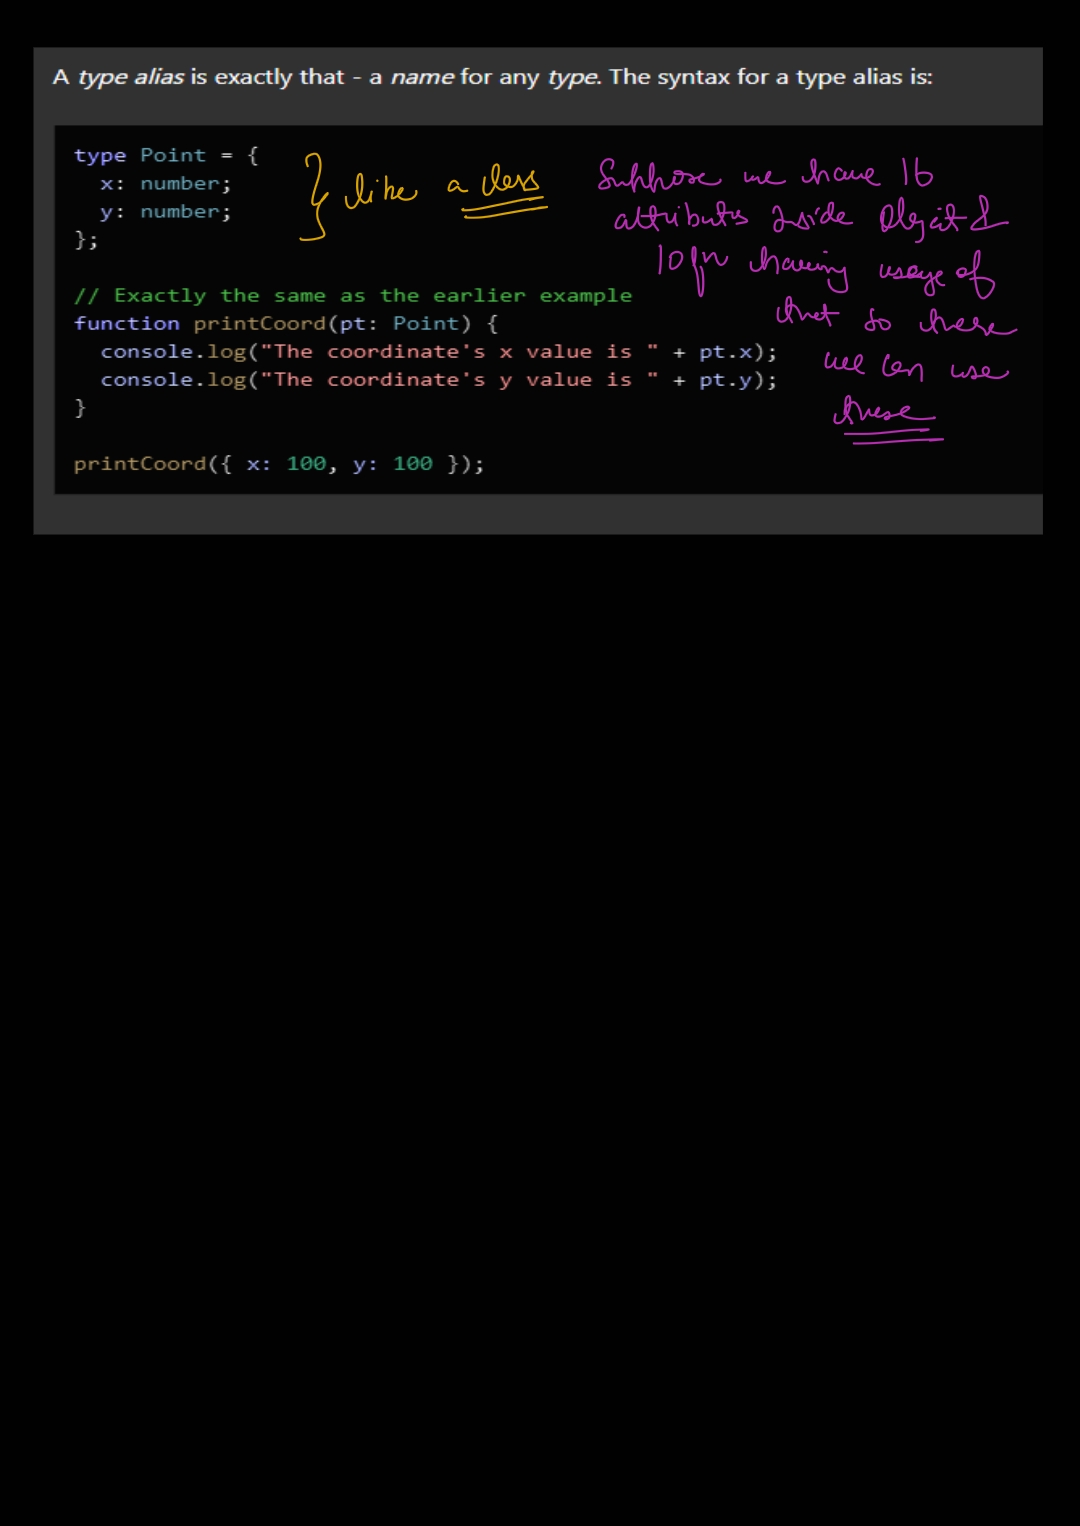 A type alias is exactly that - a name for any type. The syntax for a type alias is:
type Point = {
  x: number;
  y: number;
};
} like a class
Suppose we have 16
attributes inside Object &
10 fn having usage of
that so here
we can use
these
// Exactly the same as the earlier example
function printCoord(pt: Point) {
  console.log("The coordinate's x value is " + pt.x);
  console.log("The coordinate's y value is " + pt.y);
}
printCoord({ x: 100, y: 100 });